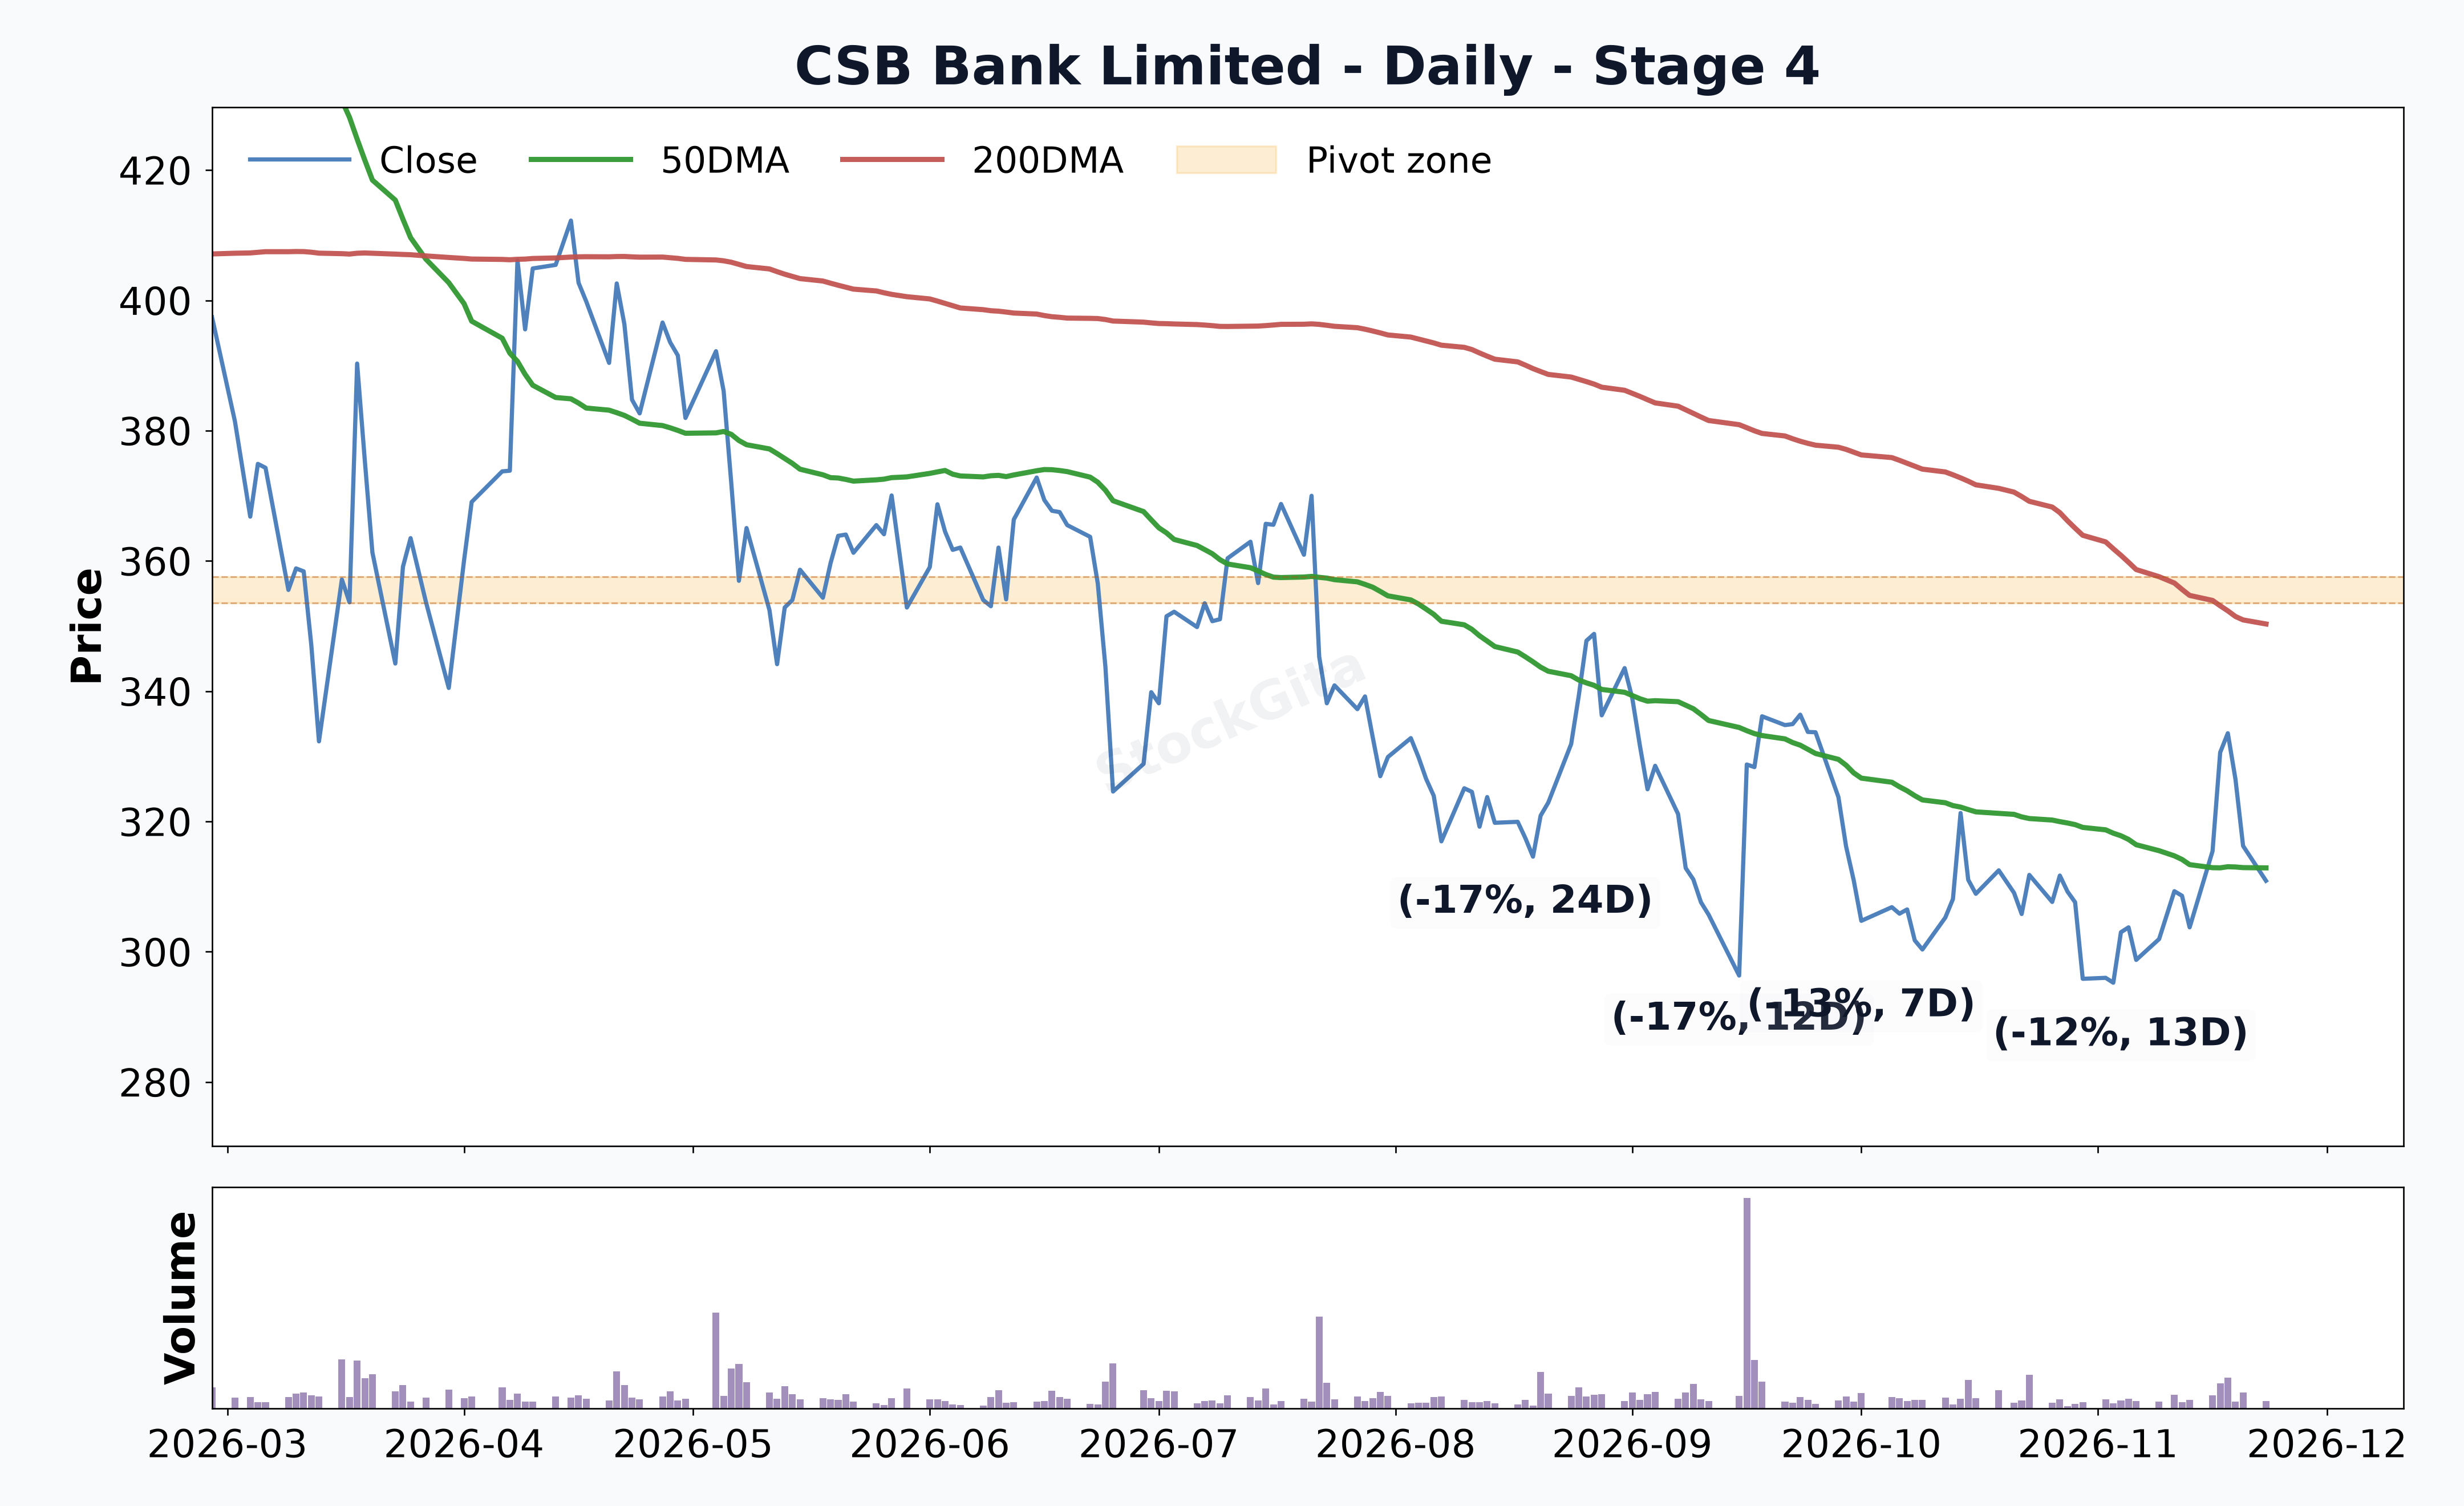 CSB Bank Limited - Daily - Stage 4
Close 50DMA 200DMA Pivot zone
420
400
380
360
340
320
300
280
Price
StockGita
(-17%, 24D)
(-17%, 12D)
(-13%, 7D)
(-12%, 13D)
Volume
2026-03 2026-04 2026-05 2026-06 2026-07 2026-08 2026-09 2026-10 2026-11 2026-12